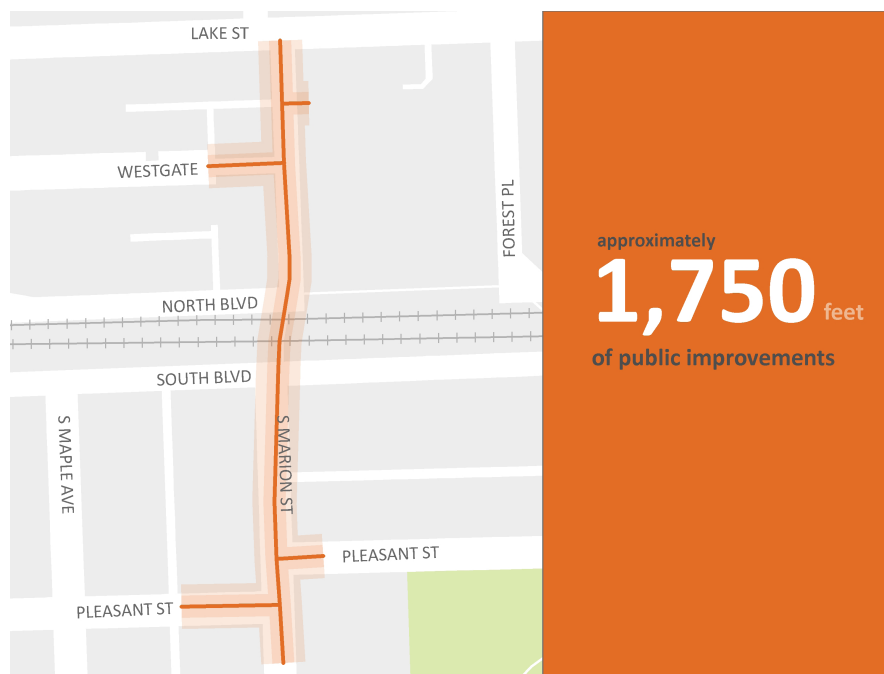 LAKE ST
WESTGATE
FOREST PL
NORTH BLVD
SOUTH BLVD
S MAPLE AVE
S MARION ST
PLEASANT ST
PLEASANT ST
approximately
1,750 feet
of public improvements